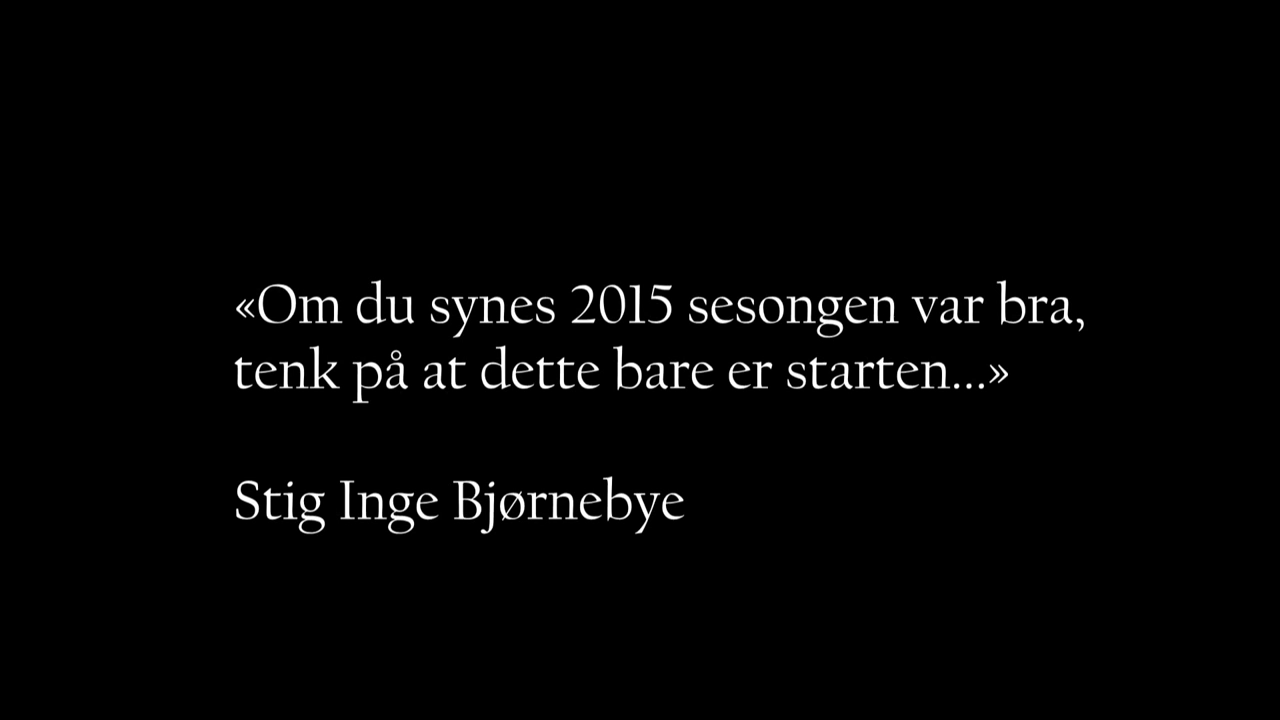 «Om du synes 2015 sesongen var bra,
tenk på at dette bare er starten...»
Stig Inge Bjørnebye